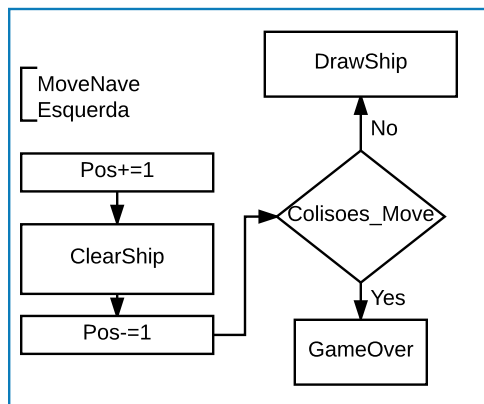 MoveNave
Esquerda
Pos+=1
ClearShip
Pos-=1
DrawShip
No
Colisoes_Move
Yes
GameOver